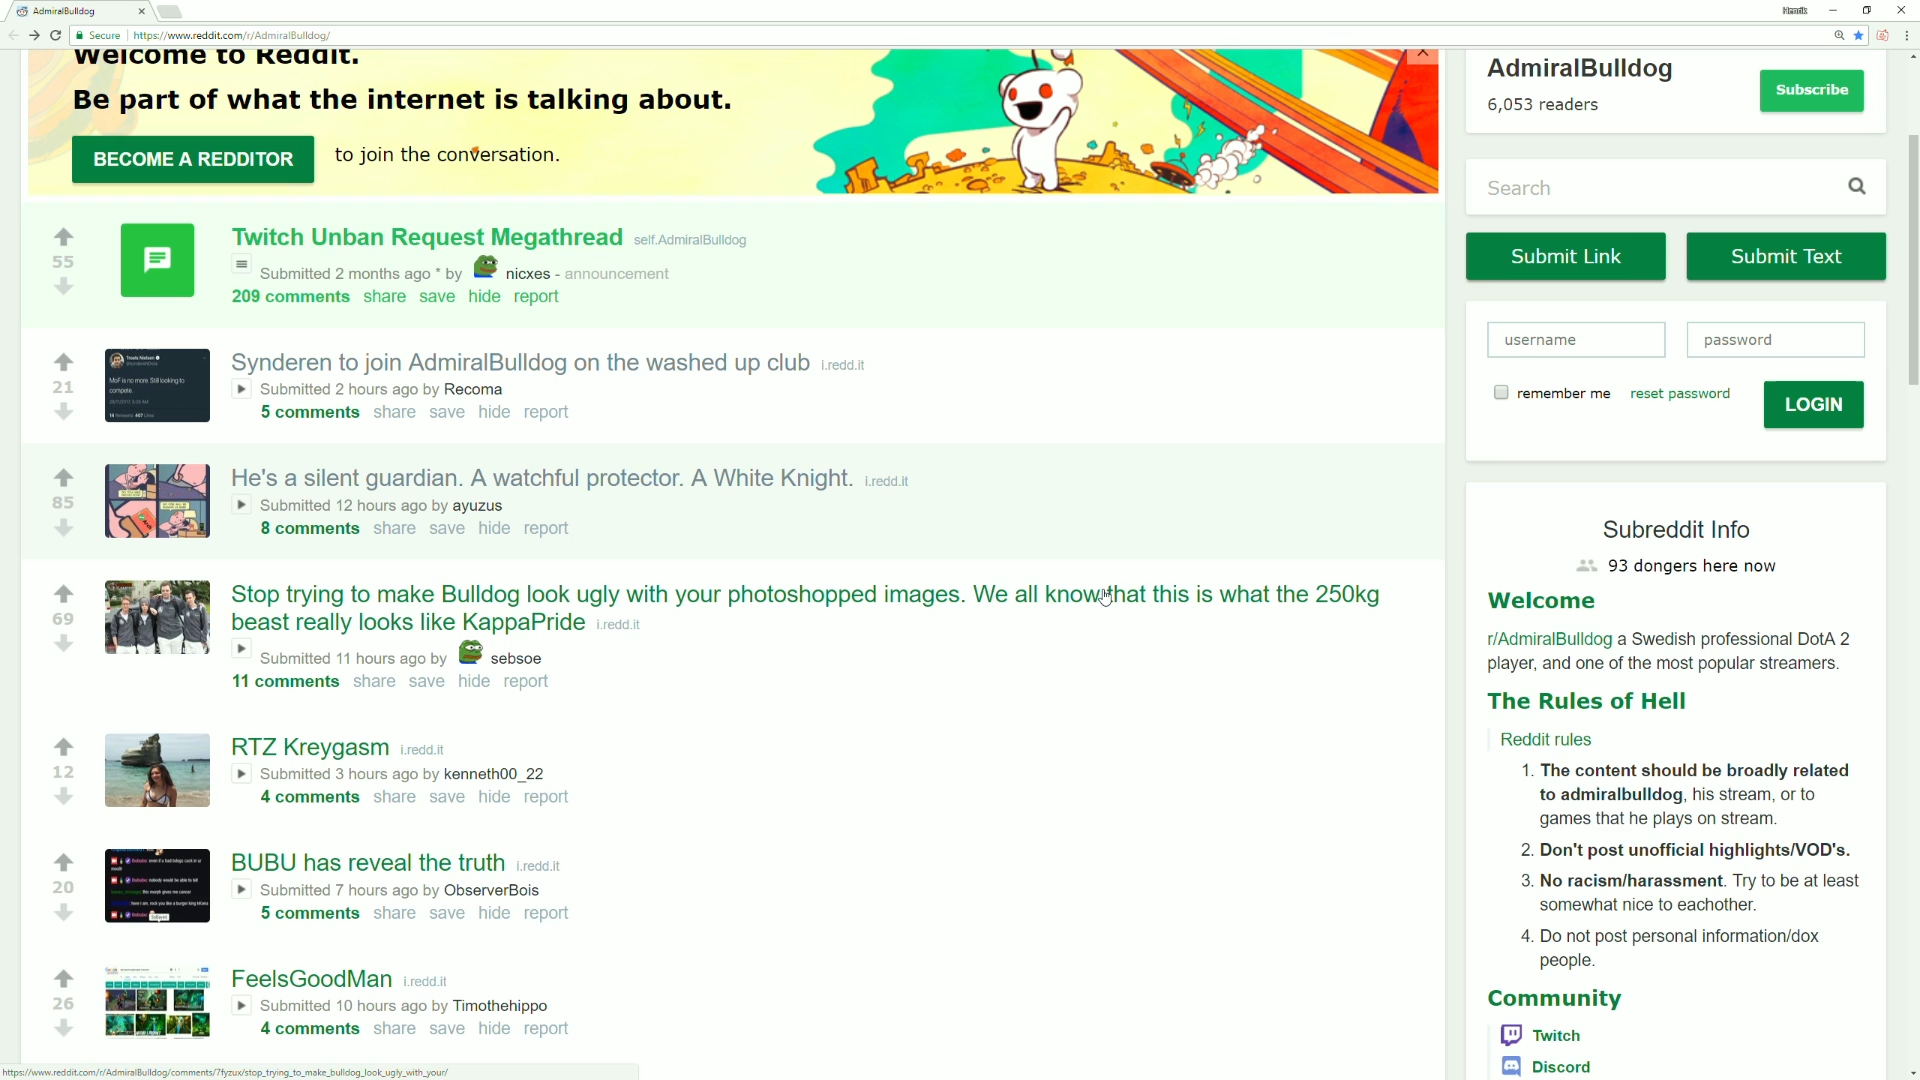 AdmiralBulldog
Henrik
Secure | https://www.reddit.com/r/AdmiralBulldog/
Welcome to Reddit.
Be part of what the internet is talking about.
BECOME A REDDITOR to join the conversation.
55
Twitch Unban Request Megathread self.AdmiralBulldog
Submitted 2 months ago * by nicxes - announcement
209 comments share save hide report
21
Synderen to join AdmiralBulldog on the washed up club i.redd.it
Submitted 2 hours ago by Recoma
5 comments share save hide report
MoF is no more. Still looking to
compete.
85
He's a silent guardian. A watchful protector. A White Knight. i.redd.it
Submitted 12 hours ago by ayuzus
8 comments share save hide report
69
Stop trying to make Bulldog look ugly with your photoshopped images. We all know that this is what the 250kg
beast really looks like KappaPride i.redd.it
Submitted 11 hours ago by sebsoe
11 comments share save hide report
12
RTZ Kreygasm i.redd.it
Submitted 3 hours ago by kenneth00_22
4 comments share save hide report
20
BUBU has reveal the truth i.redd.it
Submitted 7 hours ago by ObserverBois
5 comments share save hide report
26
FeelsGoodMan i.redd.it
Submitted 10 hours ago by Timothehippo
4 comments share save hide report
https://www.reddit.com/r/AdmiralBulldog/comments/7fyzux/stop_trying_to_make_bulldog_look_ugly_with_your/
AdmiralBulldog
6,053 readers
Subscribe
Search
Submit Link
Submit Text
username
password
remember me reset password
LOGIN
Subreddit Info
93 dongers here now
Welcome
r/AdmiralBulldog a Swedish professional DotA 2
player, and one of the most popular streamers.
The Rules of Hell
Reddit rules
1. The content should be broadly related
to admiralbulldog, his stream, or to
games that he plays on stream.
2. Don't post unofficial highlights/VOD's.
3. No racism/harassment. Try to be at least
somewhat nice to eachother.
4. Do not post personal information/dox
people.
Community
Twitch
Discord